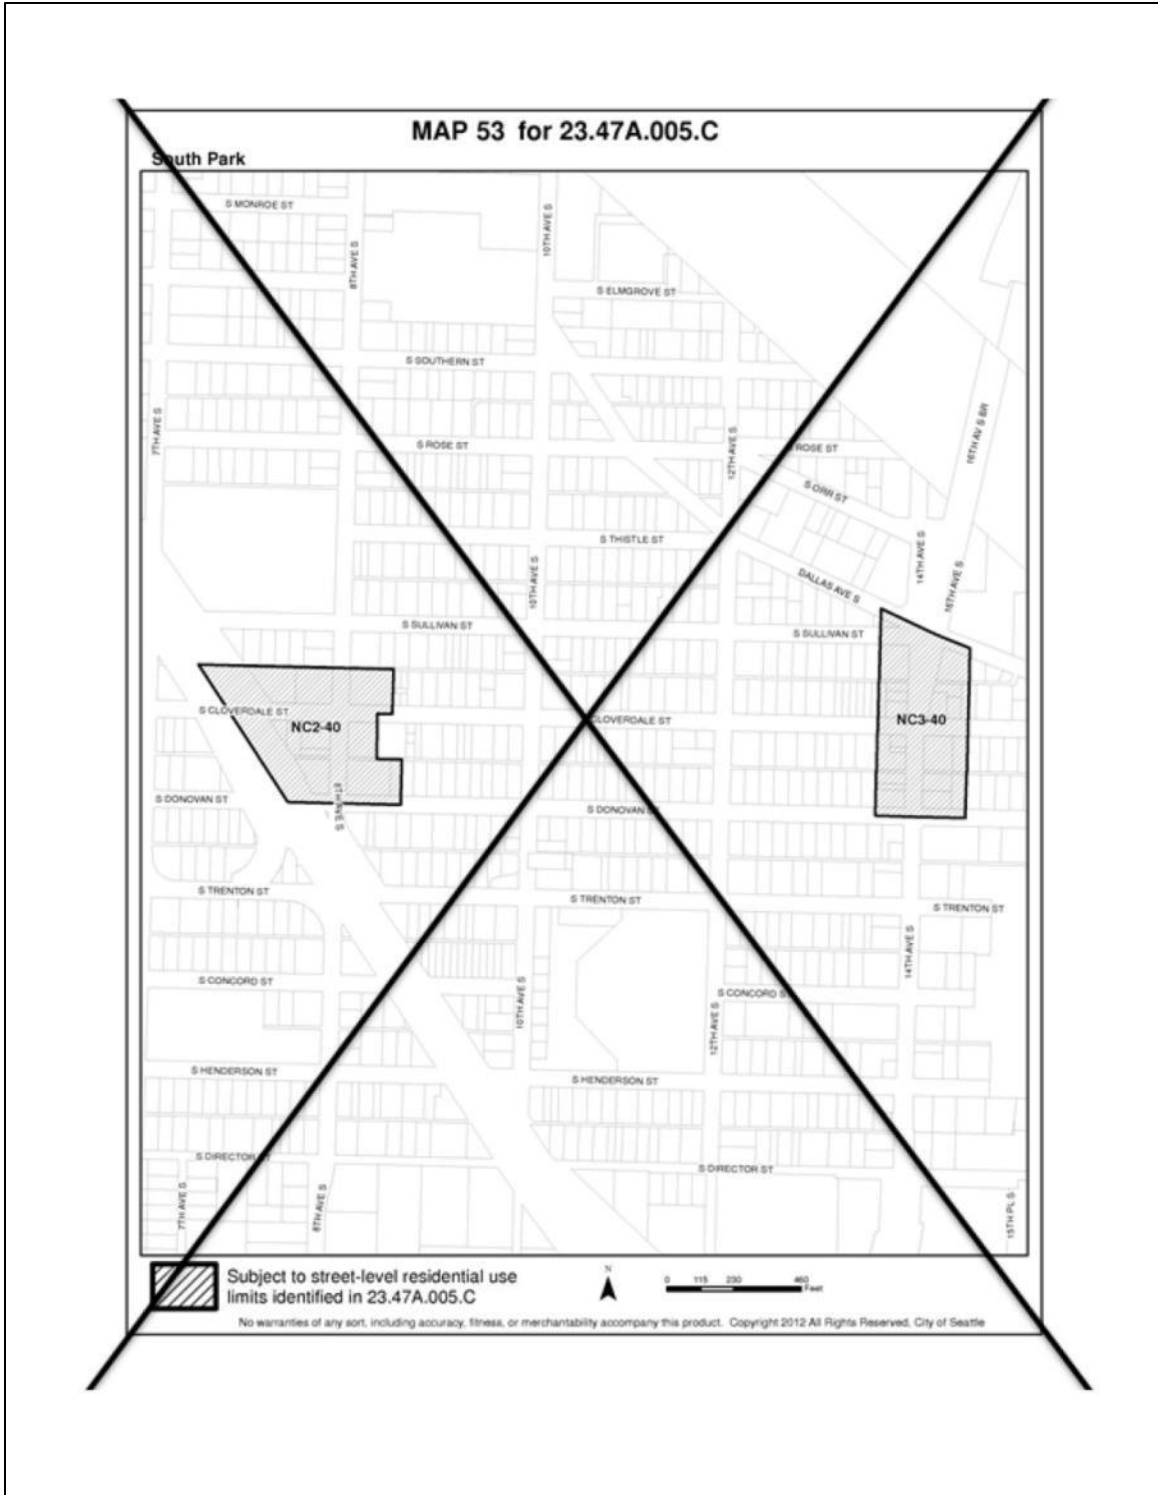 MAP 53 for 23.47A.005.C
South Park
S MONROE ST
10TH AVE S
8TH AVE S
S ELMGROVE ST
S SOUTHERN ST
7TH AVE S
16TH AV S BR
S ROSE ST
12TH AVE S
ROSE ST
S ORR ST
S THISTLE ST
14TH AVE S
10TH AVE S
DALLAS AVE S
16TH AVE S
S SULLIVAN ST
S SULLIVAN ST
S CLOVERDALE ST
CLOVERDALE ST
NC2-40
NC3-40
S DONOVAN ST
8TH AVE S
S DONOVAN
S TRENTON ST
S TRENTON ST
S TRENTON ST
14TH AVE S
S CONCORD ST
10TH AVE S
S CONCORD S
12TH AVE S
S HENDERSON ST
S HENDERSON ST
S DIRECTOR
S DIRECTOR ST
7TH AVE S
8TH AVE S
15TH PL S
Subject to street-level residential use
limits identified in 23.47A.005.C
N
0 115 230 460
Feet
No warranties of any sort, including accuracy, fitness, or merchantability accompany this product. Copyright 2012 All Rights Reserved, City of Seattle